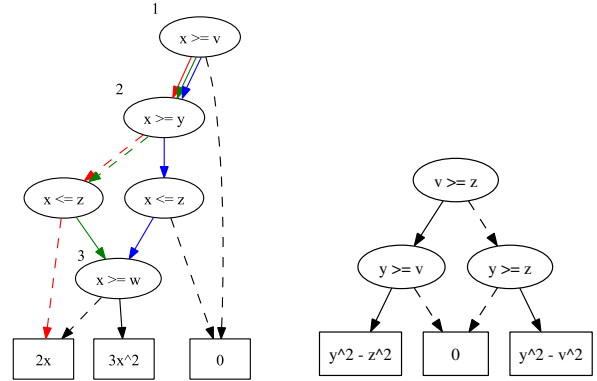 1
x >= v
2
x >= y
x <= z
x <= z
3
x >= w
2x
3x^2
0
v >= z
y >= v
y >= z
y^2 - z^2
0
y^2 - v^2